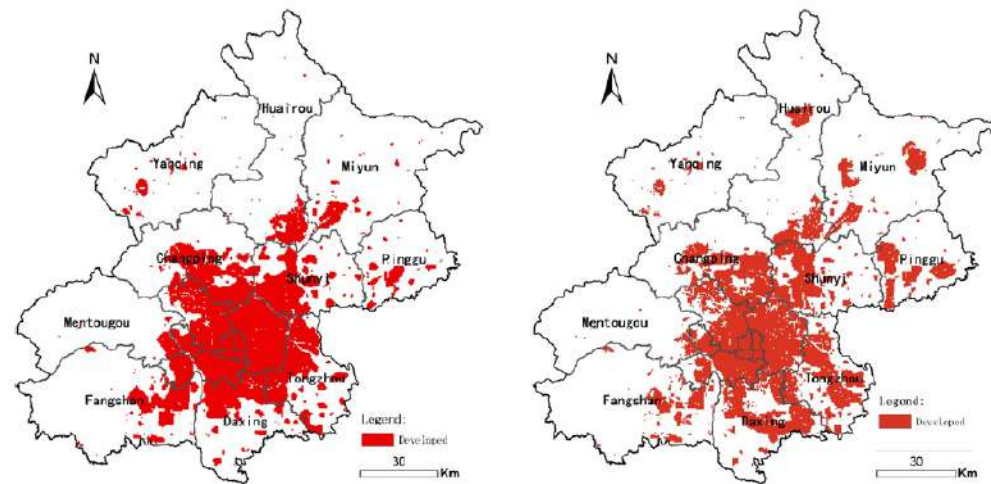 N
Huairou
Yanqing
Miyun
Changping
Pinggu
Shunyi
Mentougou
Tongzhou
Fangshan
Daxing
Legend:
Developed
30
Km
N
Huairou
Yanqing
Miyun
Changping
Pinggu
Shunyi
Mentougou
Tongzhou
Fangshan
Daxing
Legend:
Developed
30
Km